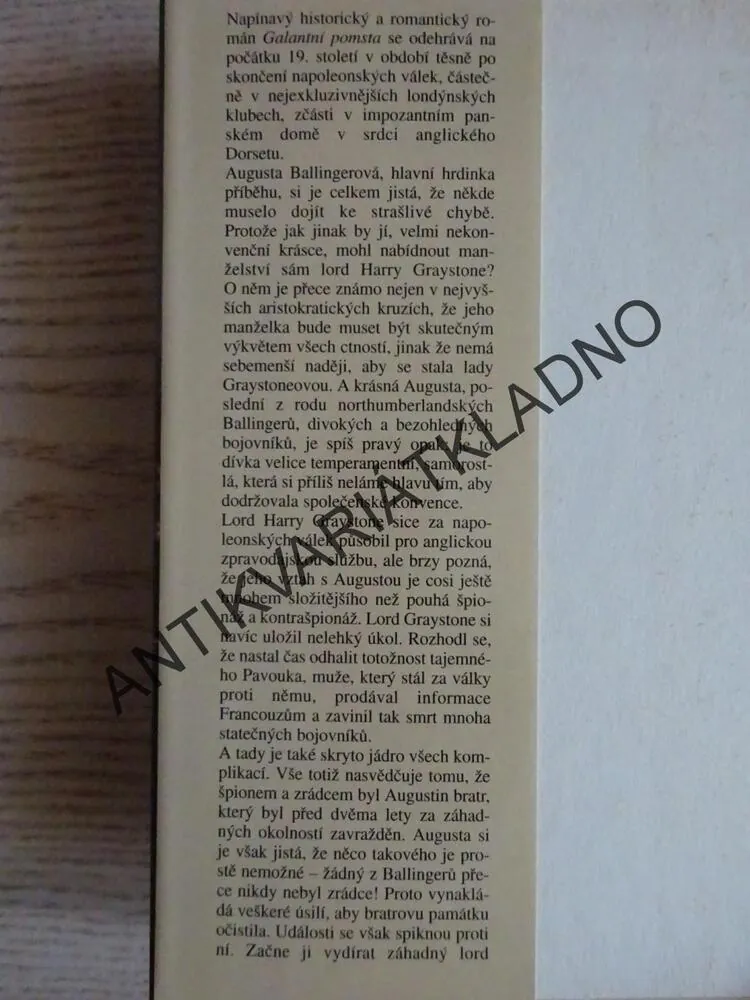 Napínavý historický a romantický ro-
mán Galantní pomsta se odehrává na
počátku 19. století v období těsně po
skončení napoleonských válek, částeč-
ně v nejexkluzivnějších londýnských
klubech, zčásti v impozantním pan-
ském domě v srdci anglického
Dorsetu.
Augusta Ballingerová, hlavní hrdinka
příběhu, si je celkem jistá, že někde
muselo dojít ke strašlivé chybě.
Protože jak jinak by jí, velmi nekon-
venční krásce, mohl nabídnout man-
želství sám lord Harry Graystone?
O něm je přece známo nejen v nejvyš-
ších aristokratických kruzích, že jeho
manželka bude muset být skutečným
výkvětem všech ctností, jinak že nemá
sebemenší naději, aby se stala lady
Graystoneovou. A krásná Augusta, po-
slední z rodu northumberlandských
Ballingerů, divokých a bezohledných
bojovníků, je spíš pravý opak: je to
dívka velice temperamentní, samorost-
lá, která si příliš neláme hlavu tím, aby
dodržovala společenské konvence.
Lord Harry Graystone sice za napo-
leonských válek působil pro anglickou
zpravodajskou službu, ale brzy pozná,
že jeho vztah s Augustou je cosi ještě
mnohem složitějšího než pouhá špio-
náž a kontrašpionáž. Lord Graystone si
navíc uložil nelehký úkol. Rozhodl se,
že nastal čas odhalit totožnost tajemné-
ho Pavouka, muže, který stál za války
proti němu, prodával informace
Francouzům a zavinil tak smrt mnoha
statečných bojovníků.
A tady je také skryto jádro všech kom-
plikací. Vše totiž nasvědčuje tomu, že
špionem a zrádcem byl Augustin bratr,
který byl před dvěma lety za záhad-
ných okolností zavražděn. Augusta si
je však jistá, že něco takového je pro-
stě nemožné – žádný z Ballingerů pře-
ce nikdy nebyl zrádce! Proto vynaklá-
dá veškeré úsilí, aby bratrovu památku
očistila. Události se však spiknou proti
ní. Začne ji vydírat záhadný lord
ANTIKVARIÁTKLADNO